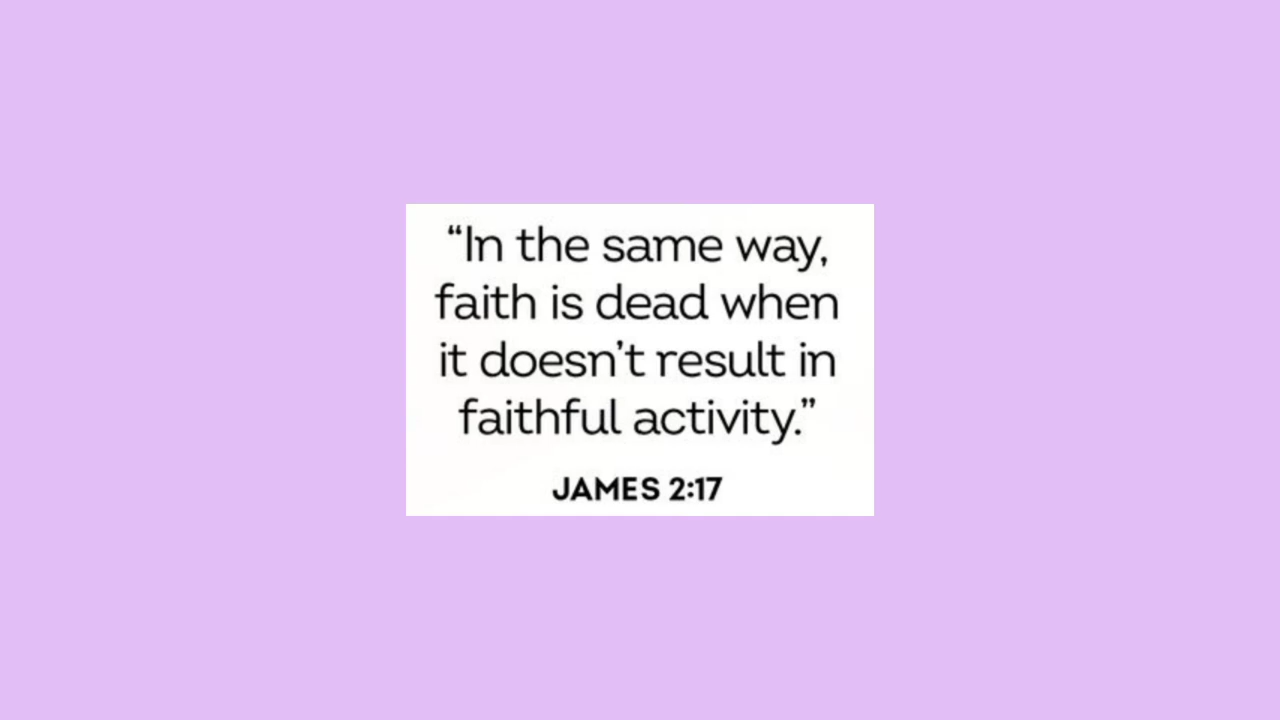 “In the same way,
faith is dead when
it doesn’t result in
faithful activity.”
JAMES 2:17